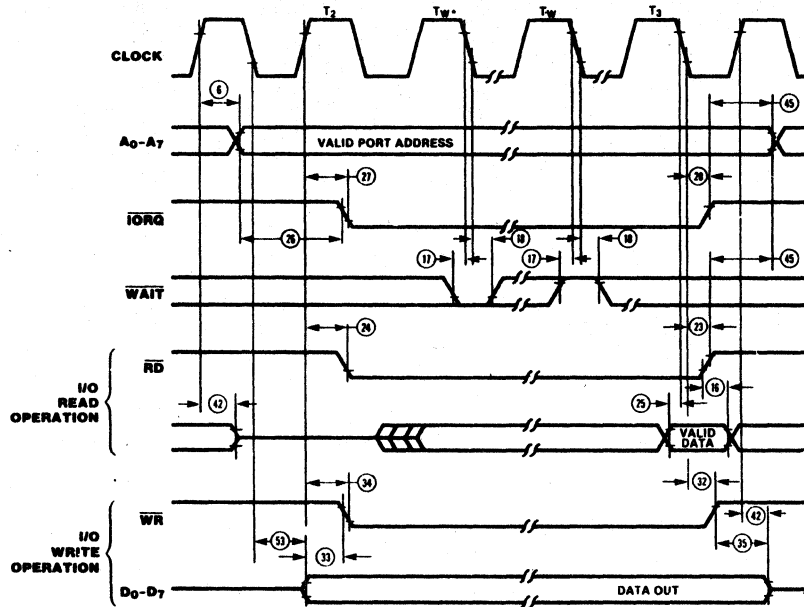 T2 TW* TW T3
CLOCK
6 45
A0-A7 VALID PORT ADDRESS
27 28
IORQ
26
17 18 17 18
45
WAIT
24 23
RD
I/O
READ
OPERATION
16
42 25
VALID
DATA
34 32
WR
42
I/O
WRITE
OPERATION
53 33 35
D0-D7 DATA OUT